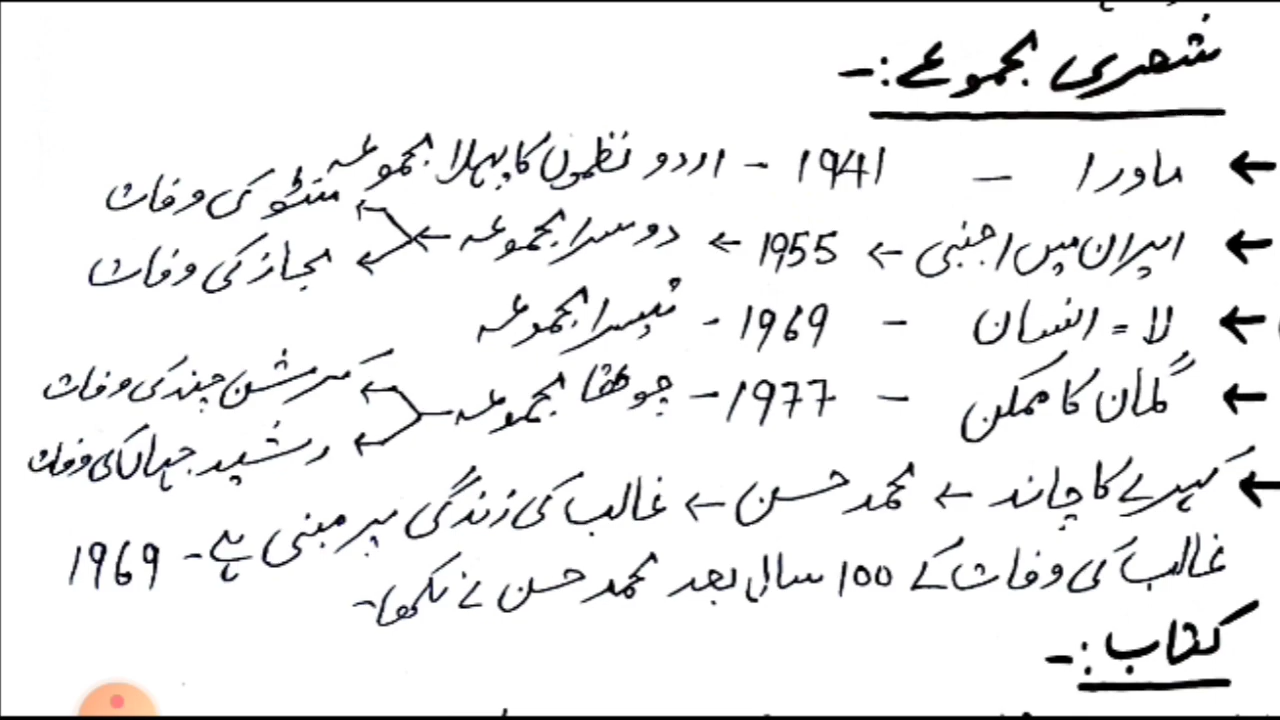 شعری مجموعے:-
← ماورا – 1941 – اردو نظموں کا پہلا مجموعہ
← ایران میں اجنبی ← 1955 ← دوسرا مجموعہ ← منٹو کی وفات
← مجاز کی وفات
← لا = انسان – 1969 - تیسرا مجموعہ
← گمان کا ممکن – 1977 - چوتھا مجموعہ ← کرشن چندر کی وفات
← رشید جہاں کی وفات
← کہرے کا چاند ← محمد حسن ← غالب کی زندگی پر مبنی ہے - 1969
غالب کی وفات کے 100 سال بعد محمد حسن نے لکھا-
کتاب:-